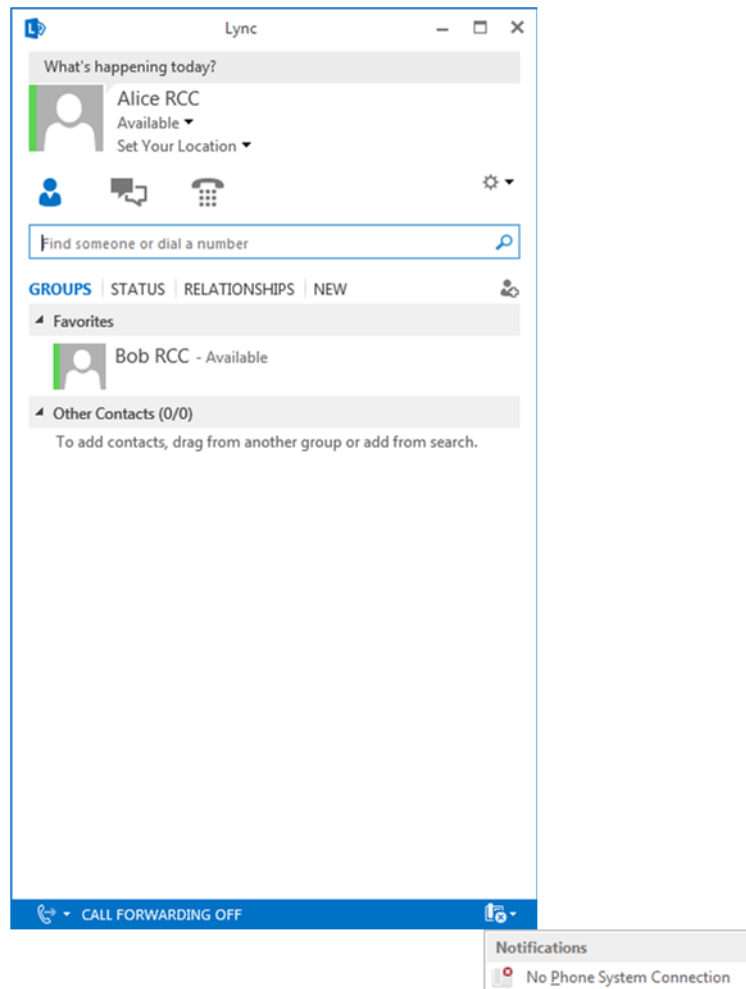 Lync
What's happening today?
Alice RCC
Available
Set Your Location
Find someone or dial a number
GROUPS STATUS RELATIONSHIPS NEW
Favorites
Bob RCC - Available
Other Contacts (0/0)
To add contacts, drag from another group or add from search.
CALL FORWARDING OFF
Notifications
No Phone System Connection